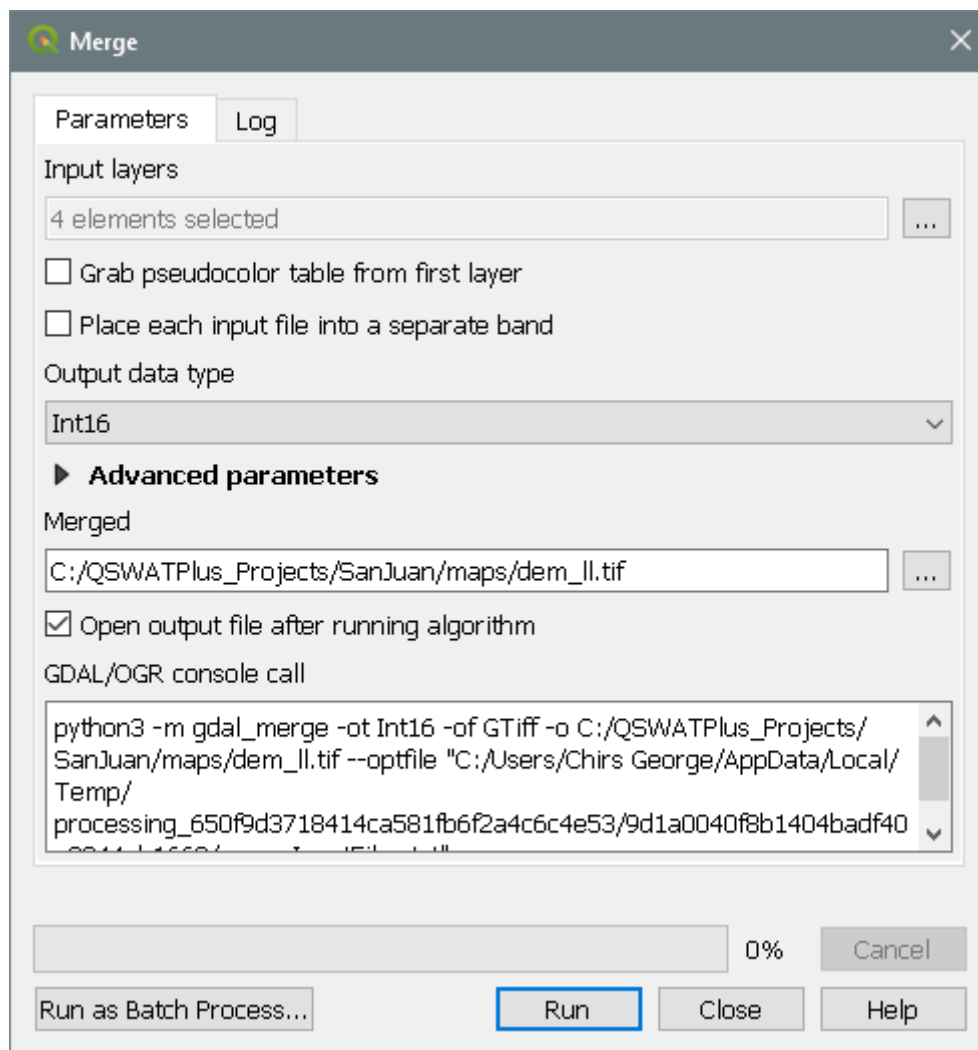 Merge
Parameters
Log
Input layers
4 elements selected
...
Grab pseudocolor table from first layer
Place each input file into a separate band
Output data type
Int16
Advanced parameters
Merged
C:/QSWATPlus_Projects/SanJuan/maps/dem_ll.tif
...
Open output file after running algorithm
GDAL/OGR console call
python3 -m gdal_merge -ot Int16 -of GTiff -o C:/QSWATPlus_Projects/
SanJuan/maps/dem_ll.tif --optfile "C:/Users/Chirs George/AppData/Local/
Temp/
processing_650f9d3718414ca581fb6f2a4c6c4e53/9d1a0040f8b1404badf40
0%
Cancel
Run as Batch Process...
Run
Close
Help